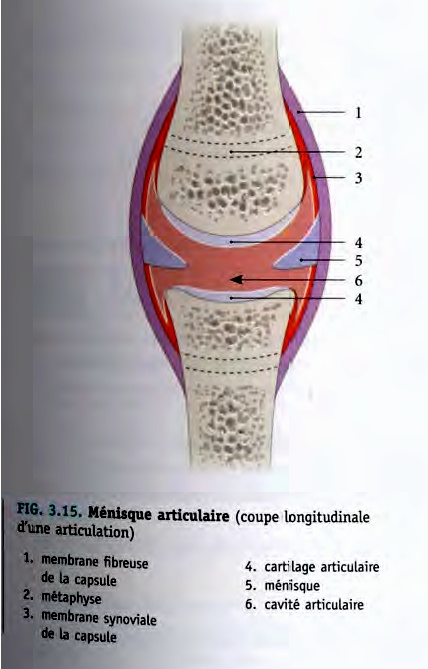 1
2
3
4
5
6
4
FIG. 3.15. Ménisque articulaire (coupe longitudinale
d'une articulation)
1. membrane fibreuse
de la capsule
2. métaphyse
3. membrane synoviale
de la capsule
4. cartilage articulaire
5. ménisque
6. cavité articulaire